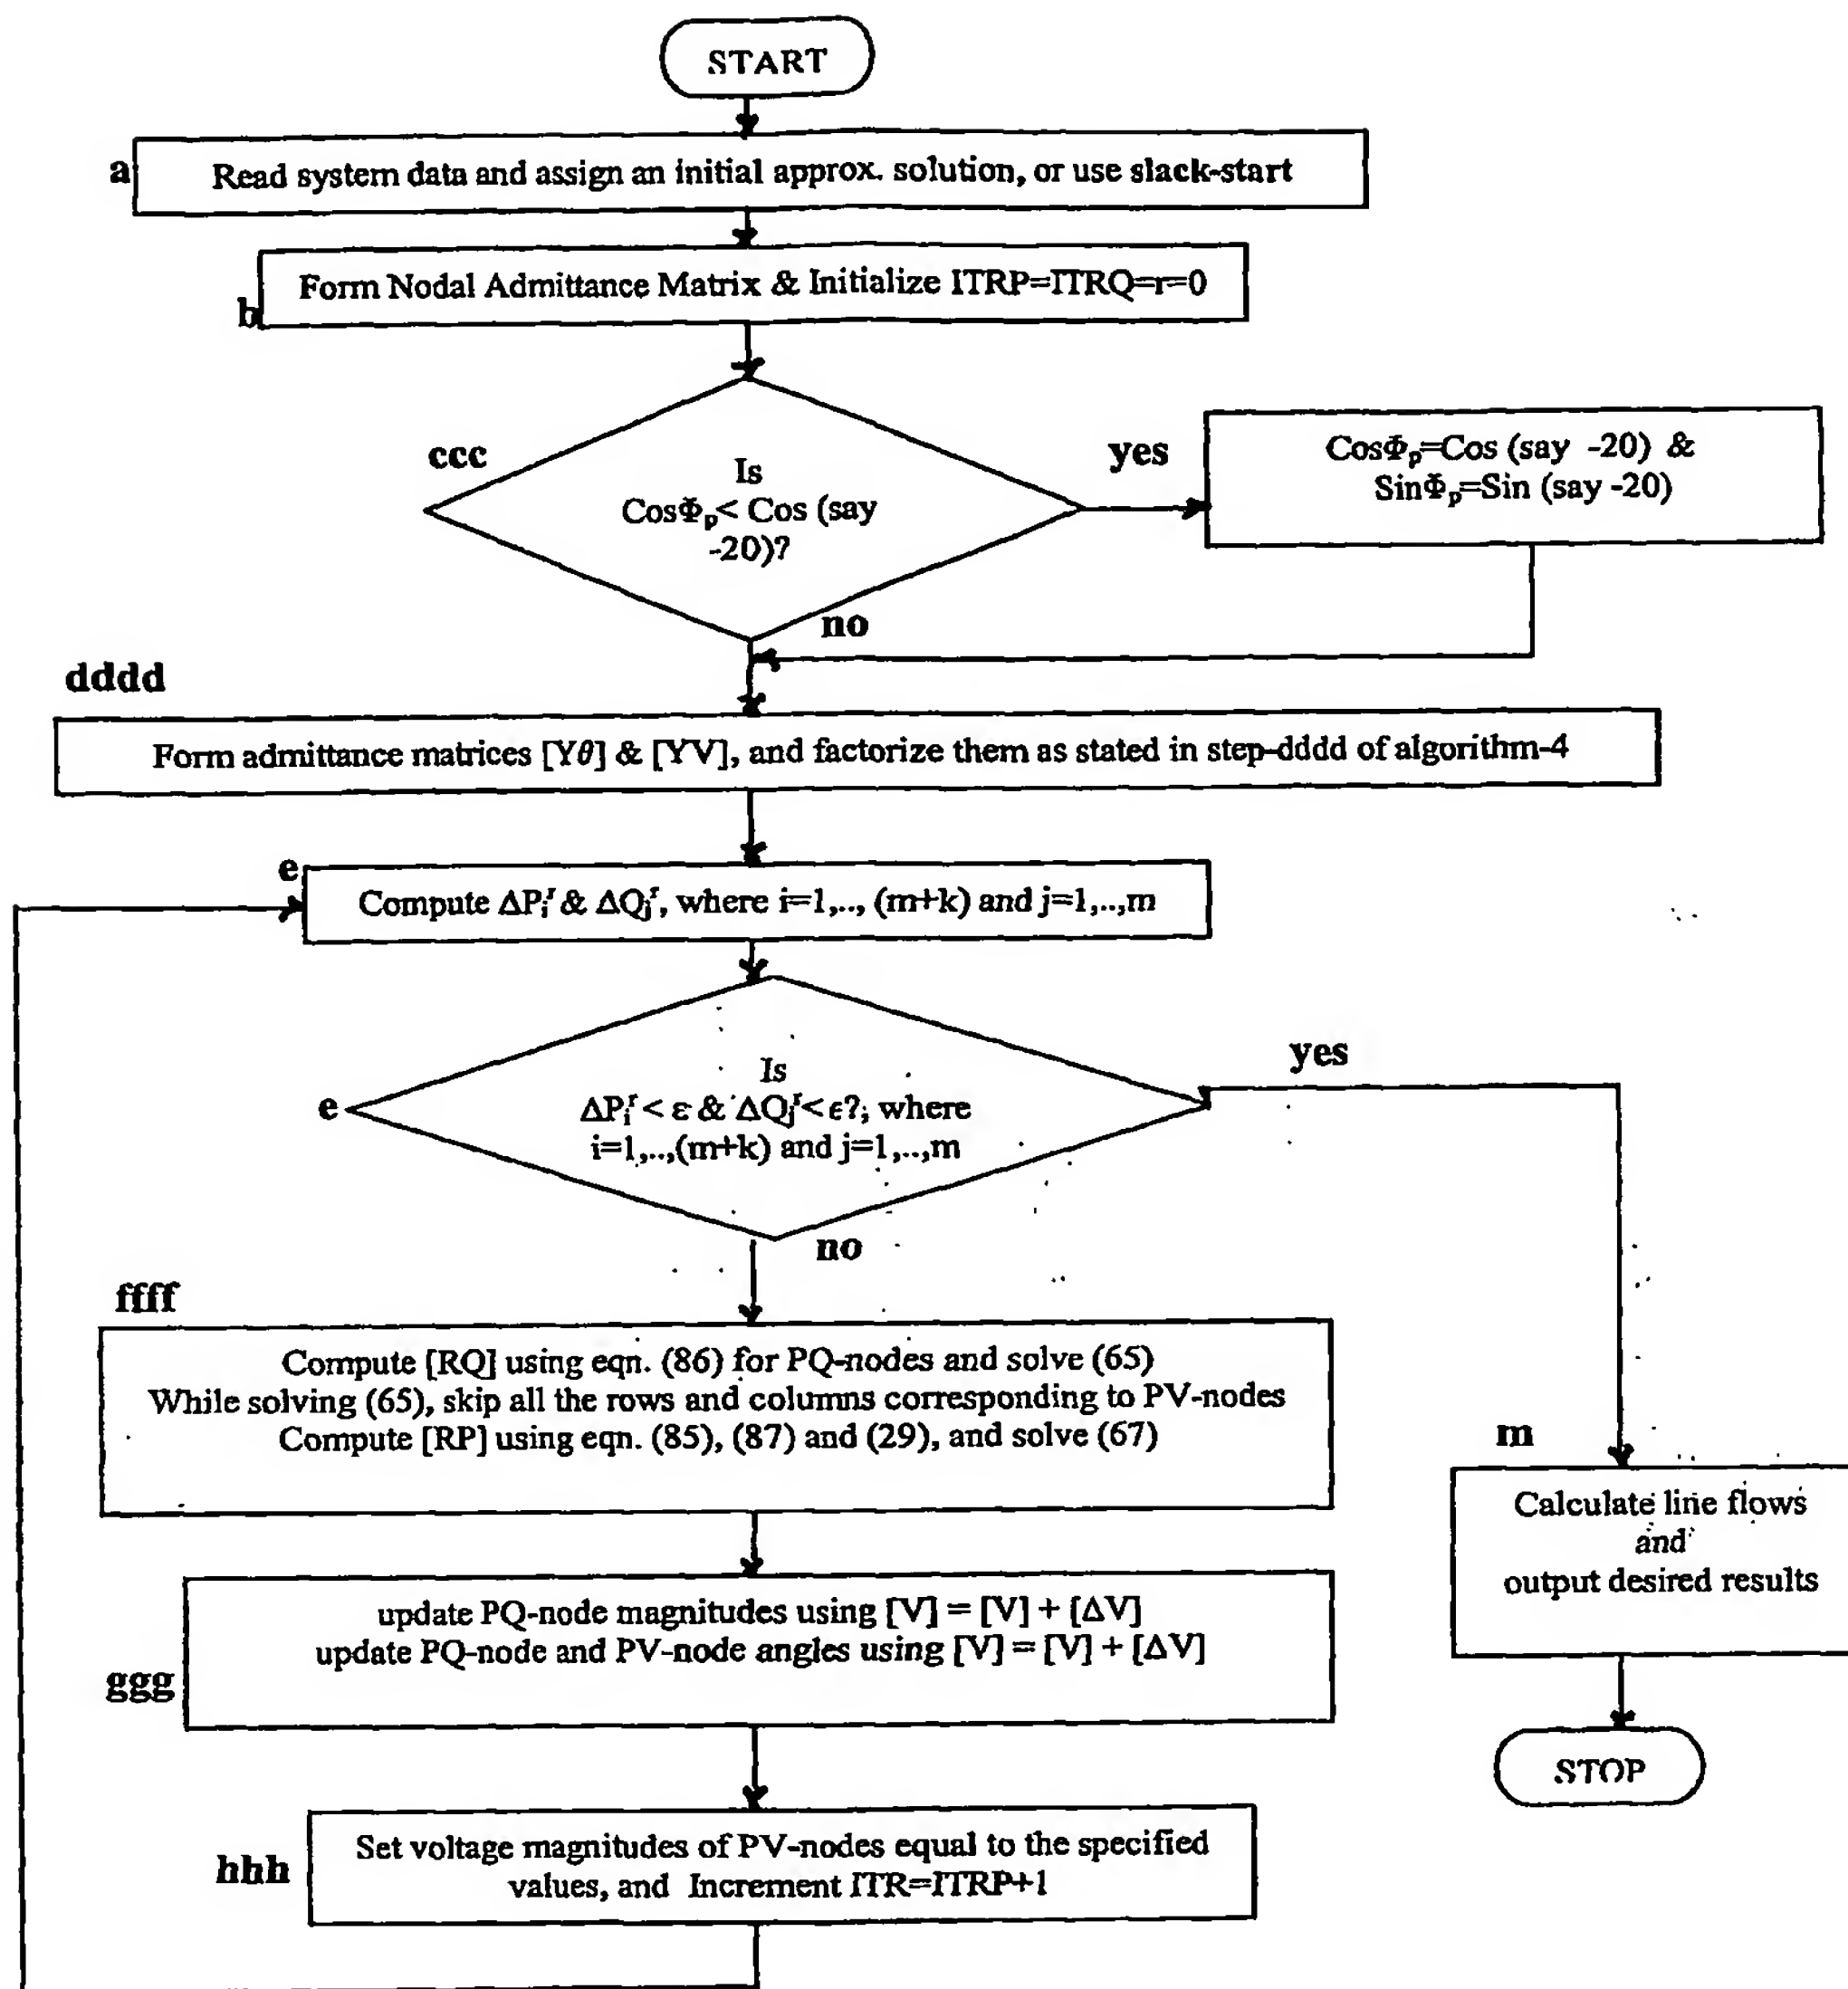 START
a
Read system data and assign an initial approx. solution, or use slack-start
b
Form Nodal Admittance Matrix & Initialize ITRP=ITRQ=r=0
ccc
Is
CosΦp< Cos (say
-20)?
yes
CosΦp=Cos (say -20) &
SinΦp=Sin (say -20)
no
dddd
Form admittance matrices [Yθ] & [YV], and factorize them as stated in step-dddd of algorithm-4
e
Compute ΔPiʳ & ΔQjʳ, where i=1,.., (m+k) and j=1,..,m
e
Is
ΔPiʳ < ε & ΔQjʳ< ϵ?; where
i=1,..,(m+k) and j=1,..,m
yes
no
ffff
Compute [RQ] using eqn. (86) for PQ-nodes and solve (65)
While solving (65), skip all the rows and columns corresponding to PV-nodes
Compute [RP] using eqn. (85), (87) and (29), and solve (67)
m
Calculate line flows
and
output desired results
ggg
update PQ-node magnitudes using [V] = [V] + [ΔV]
update PQ-node and PV-node angles using [V] = [V] + [ΔV]
STOP
hhh
Set voltage magnitudes of PV-nodes equal to the specified
values, and Increment ITR=ITRP+1